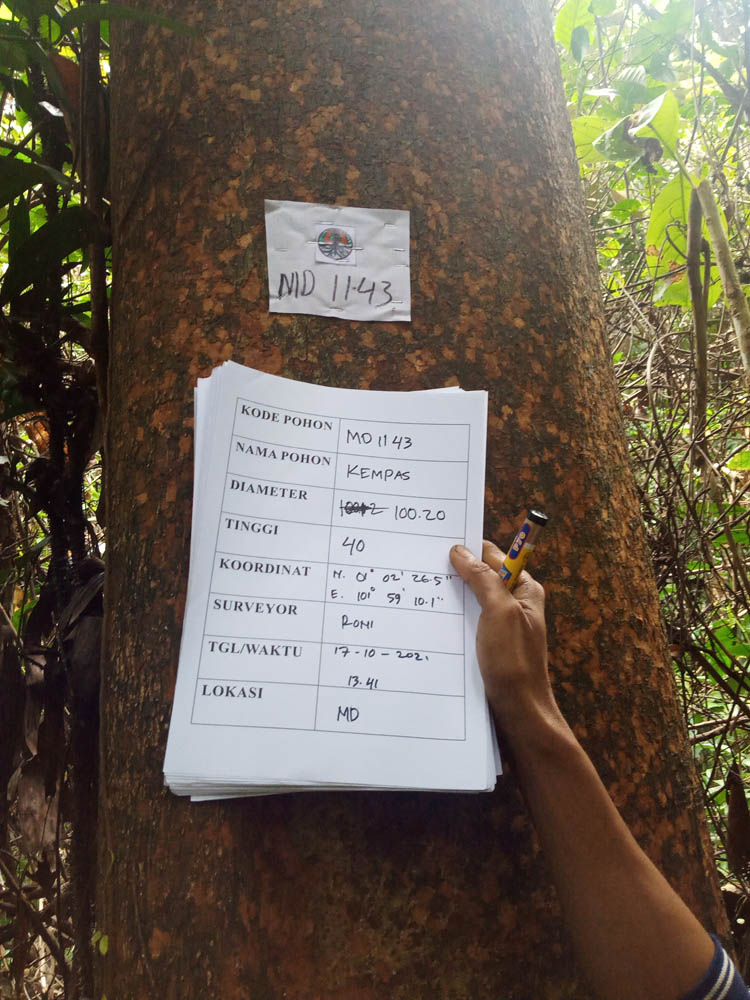 MD 1143
KODE POHON MD 1143
NAMA POHON KEMPAS
DIAMETER 100.20
TINGGI 40
KOORDINAT N. 01° 02' 26.5"
E. 101° 59' 10.1"
SURVEYOR RONI
TGL/WAKTU 17-10-2021
13.41
LOKASI MD